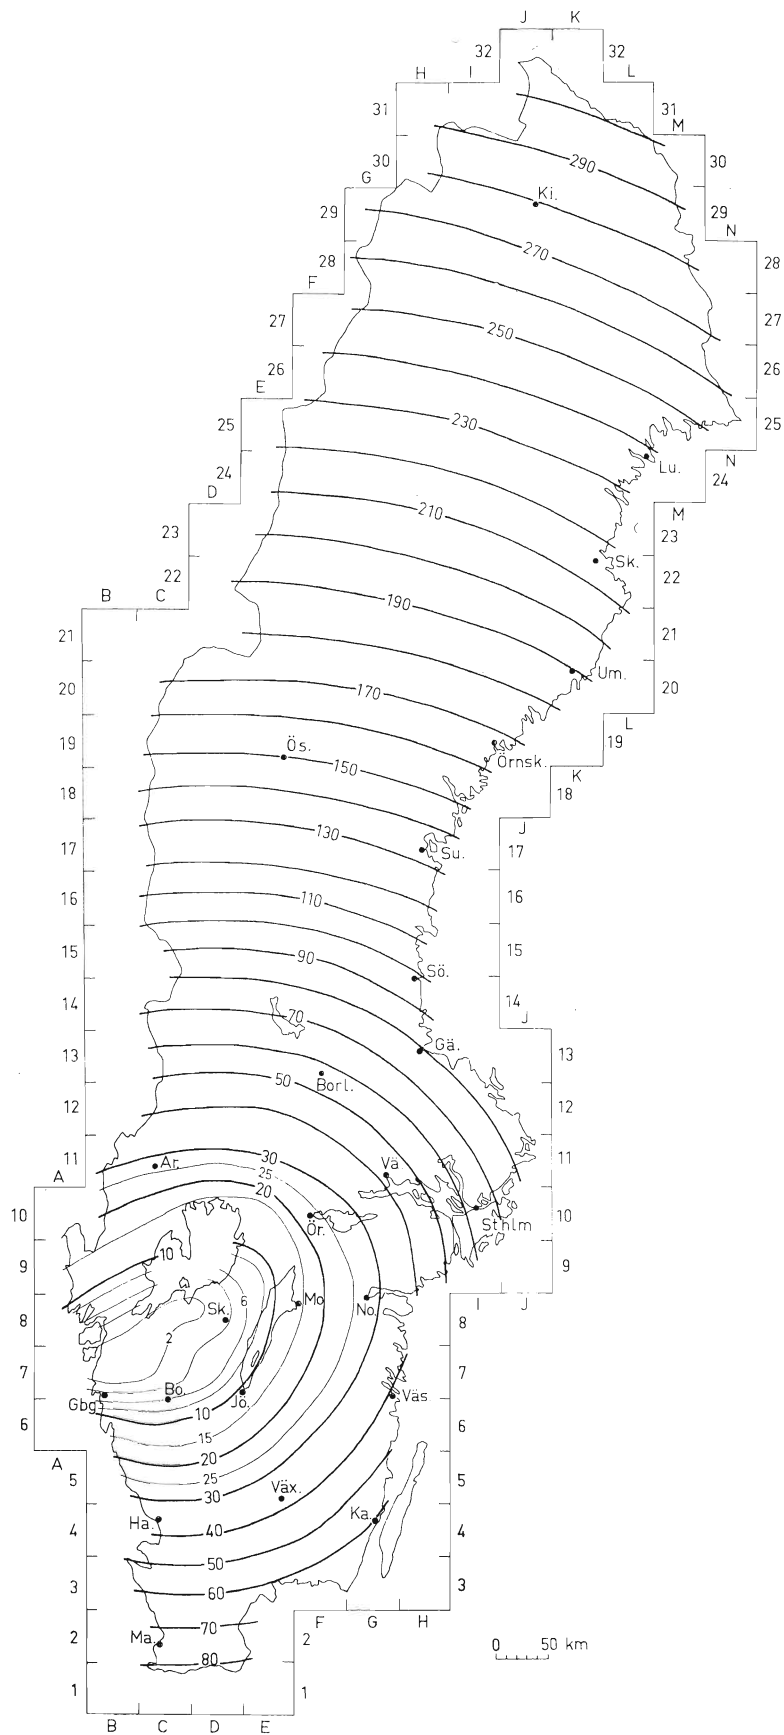 J K
32 32
H I L
31 31
M
30 290 30
G
29 Ki. 29
N
28 270 28
F
27 250 27
26 26
E
25 230 25
Lu. N
24 24
D M
23 210 23
Sk.
22 22
B C
190
21 21
Um.
20 170 20
L
Ös. Örnsk.
19 150 19
K
18 18
J
130
17 Su. 17
16 110 16
15 90 15
Sö.
14 70 14
J
Gä.
13 Borl. 13
50
12 12
11 Ar. 30 Vä. 11
A 25
20
10 Ör. Sthlm 10
9 10 9
Mo. No. I J
8 Sk. 6 8
2
7 Bo. 7
Gbg Jö. Väs
6 10 6
15
A 20
5 25 Väx. 5
30
Ha. Ka.
4 40 4
50
3 60 3
F G H
70
2 Ma. 2
0 50 km
80
1 1
B C D E